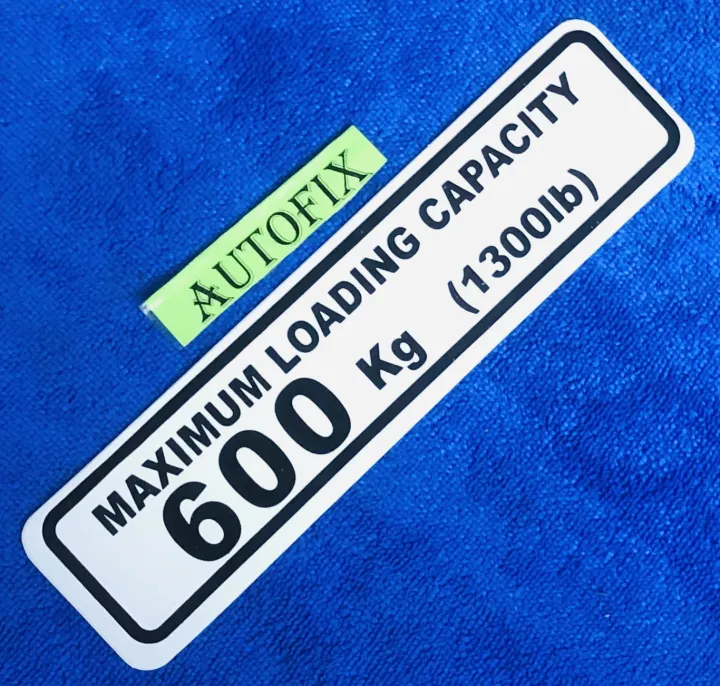 AUTOFIX
MAXIMUM LOADING CAPACITY
600 Kg (1300lb)